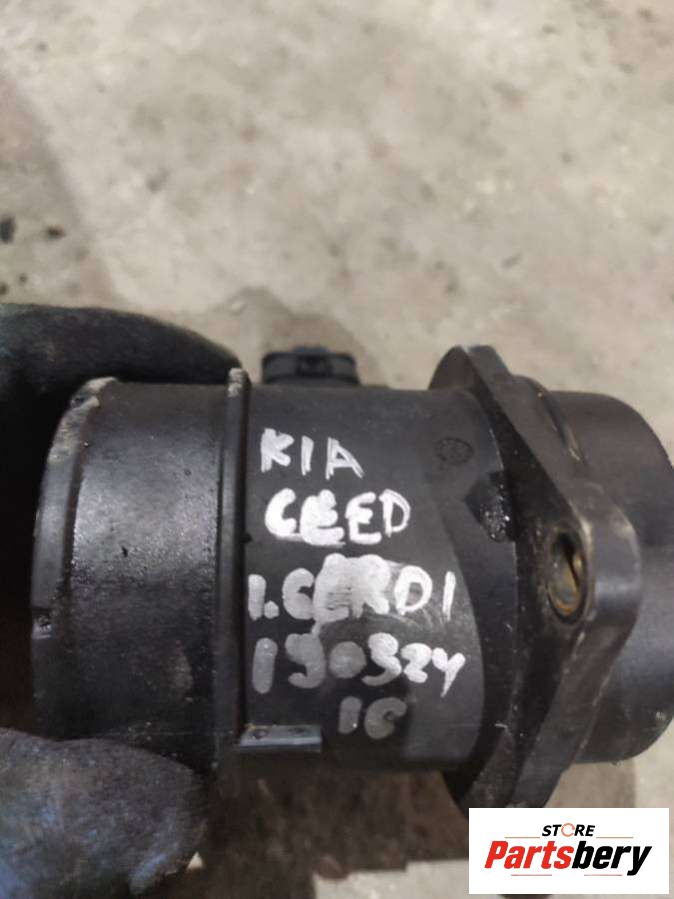 KIA
CEED
1.6CRDI
190324
16
STORE
Partsbery